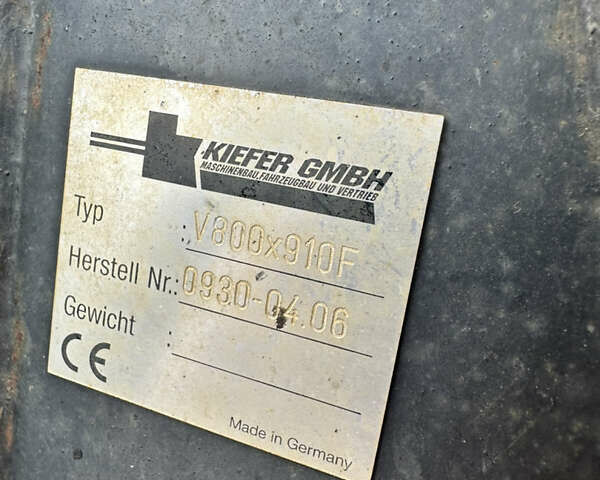 KIEFER GMBH
MASCHINENBAU, FAHRZEUGBAU UND VERTRIEB
Typ : V800x910F
Herstell Nr.: 0930-04.06
Gewicht :
CE
Made in Germany